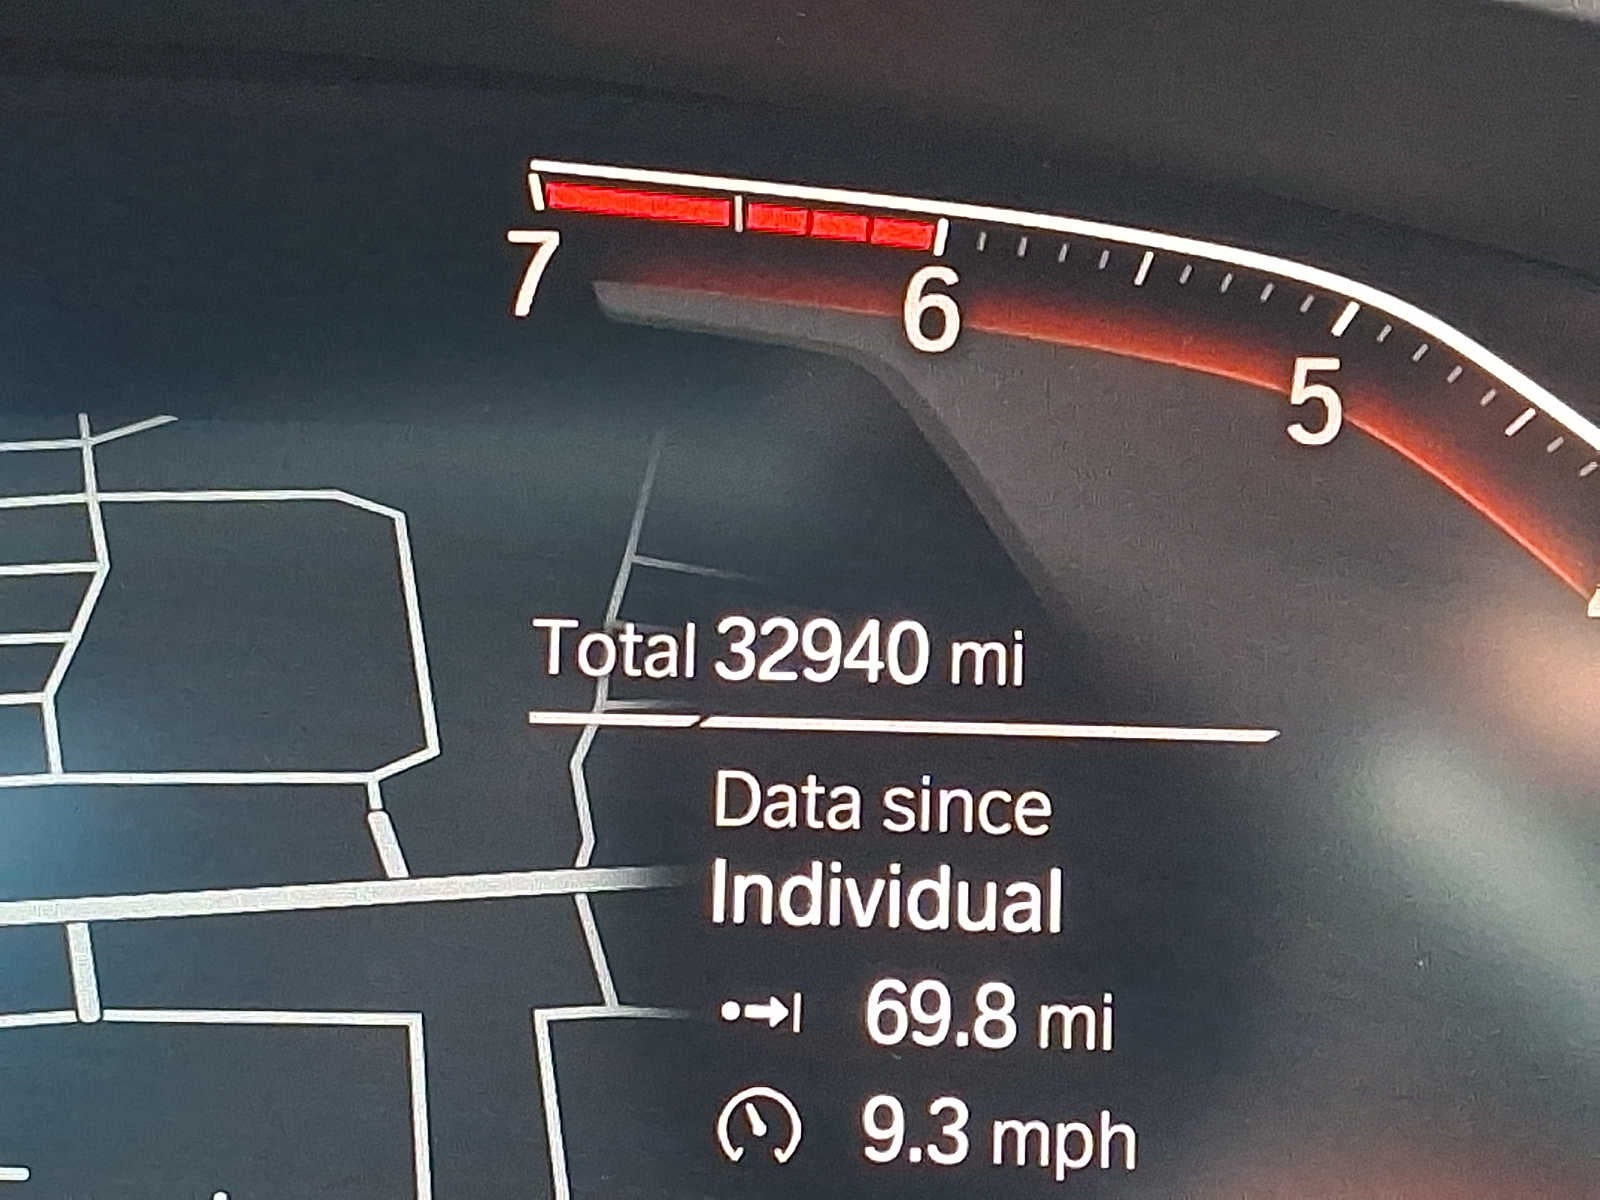 7
6
5
Total 32940 mi
Data since
Individual
69.8 mi
9.3 mph